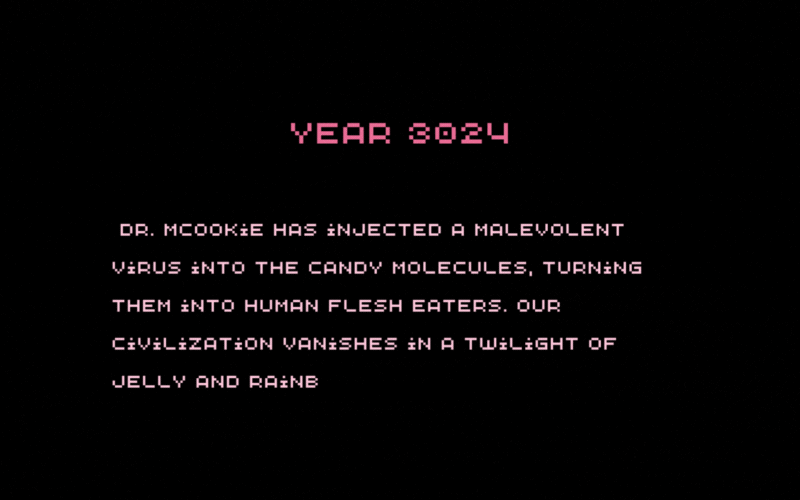 YEAR 3024
DR. MCOOKiE HAS iNJECTED A MALEVOLENT
ViRUS iNTO THE CANDY MOLECULES, TURNiNG
THEM iNTO HUMAN FLESH EATERS. OUR
CiViLiZATiON VANiSHES iN A TWiLiGHT OF
JELLY AND RAiNB